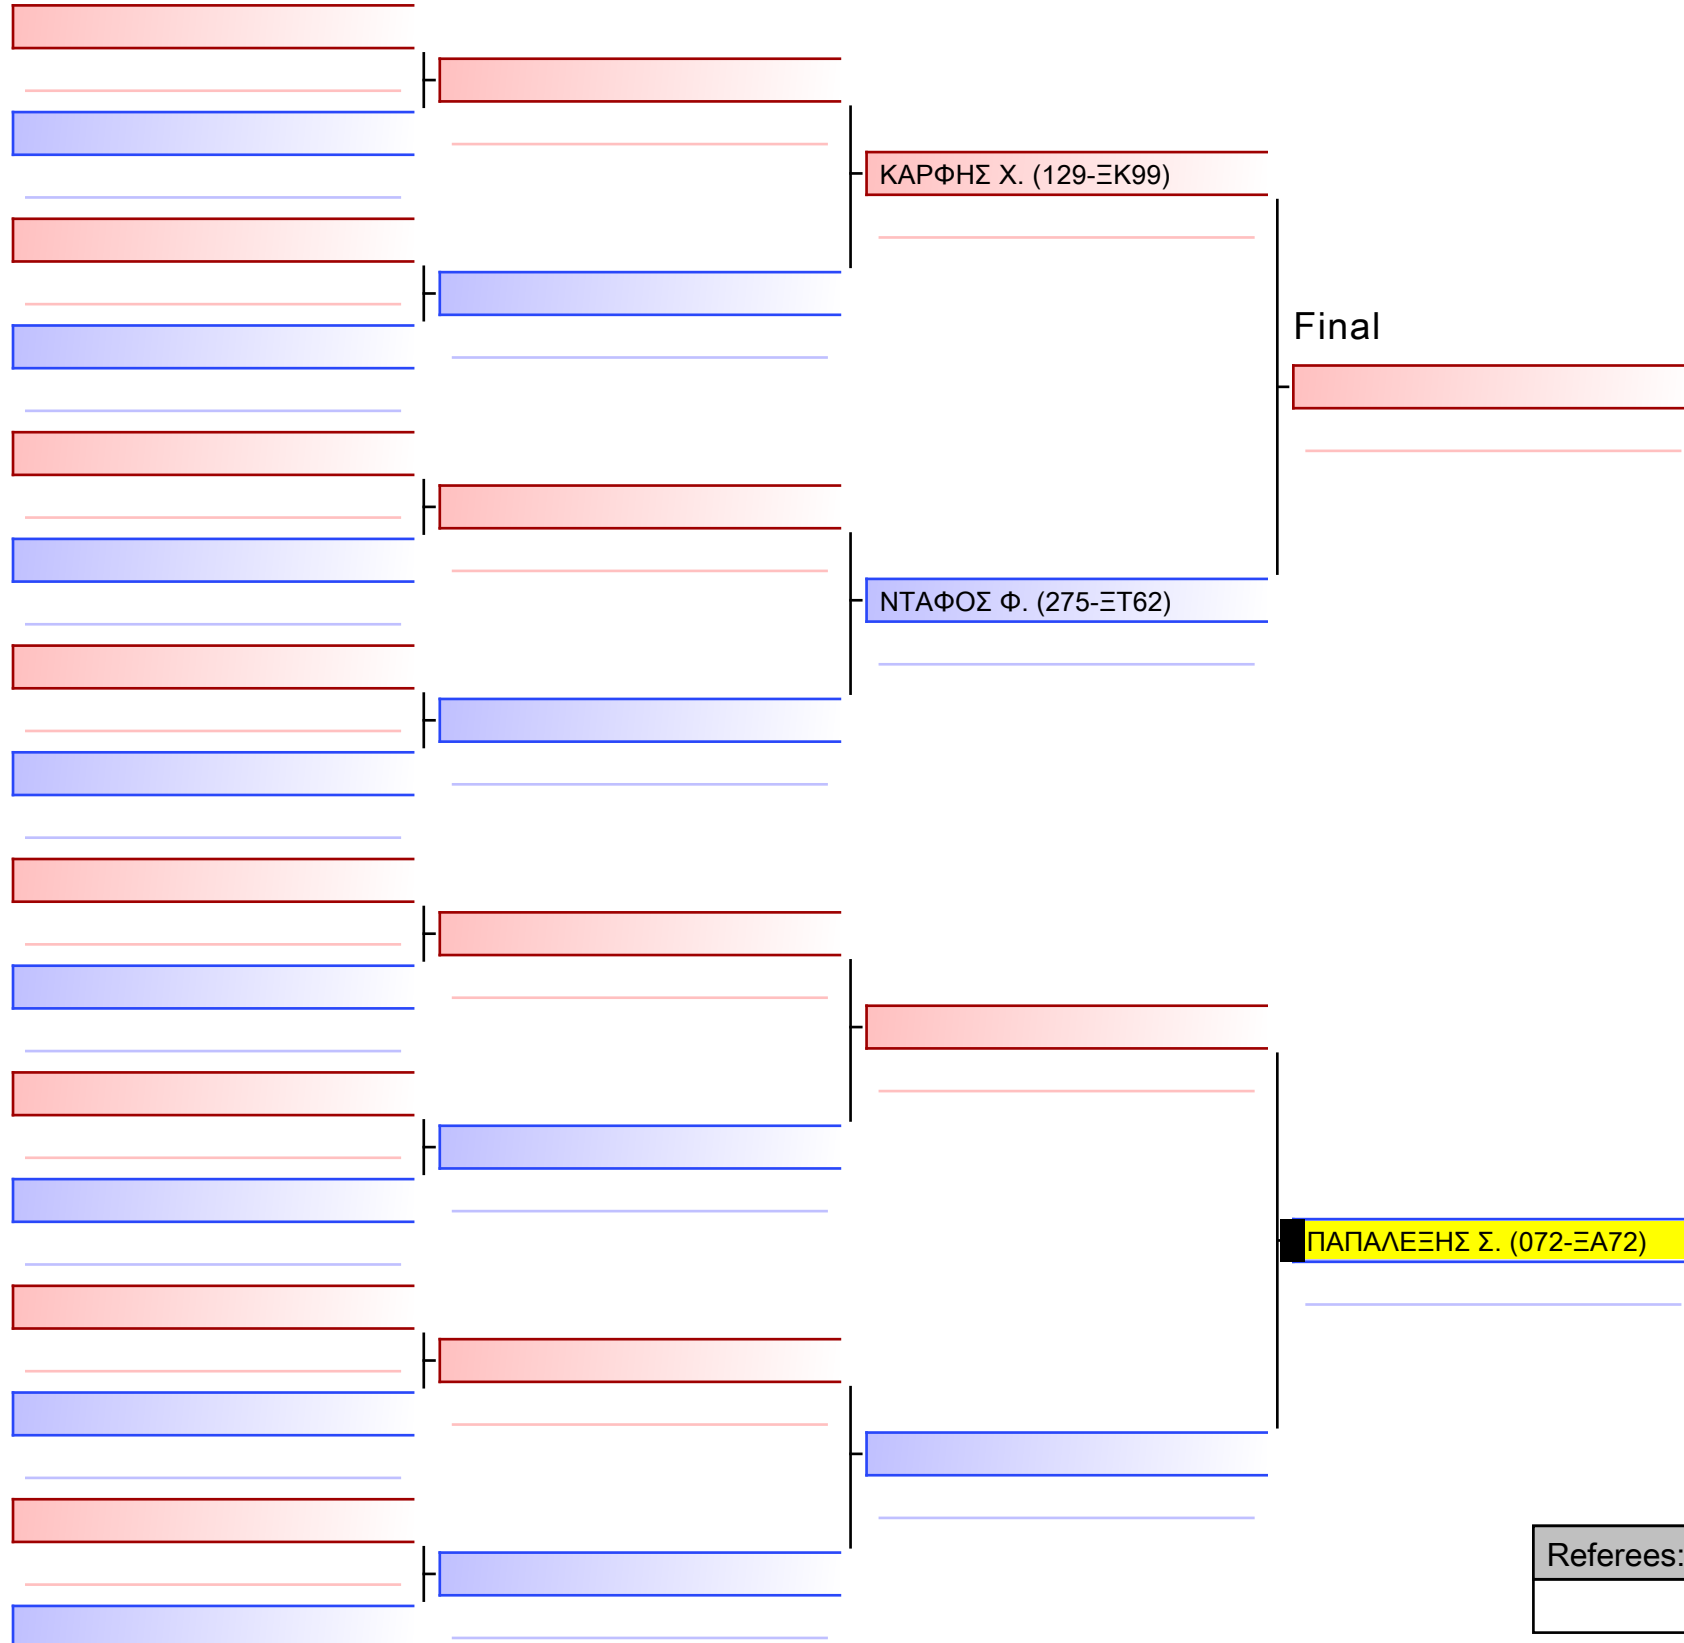 ΚΑΡΦΗΣ Χ. (129-ΞΚ99)
Final
ΝΤΑΦΟΣ Φ. (275-ΞΤ62)
ΠΑΠΑΛΕΞΗΣ Σ. (072-ΞΑ72)
Referees: